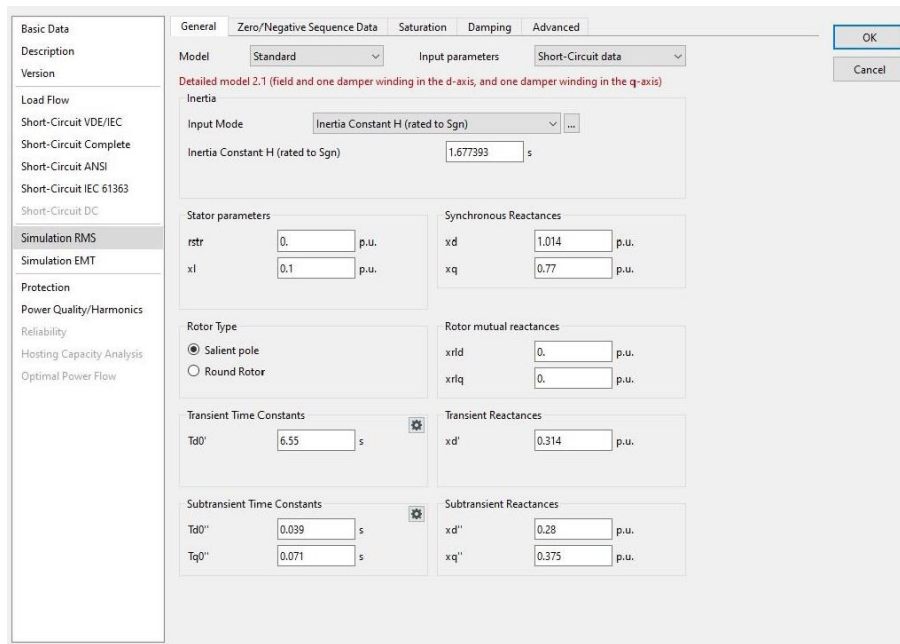 Basic Data
Description
Version
Load Flow
Short-Circuit VDE/IEC
Short-Circuit Complete
Short-Circuit ANSI
Short-Circuit IEC 61363
Short-Circuit DC
Simulation RMS
Simulation EMT
Protection
Power Quality/Harmonics
Reliability
Hosting Capacity Analysis
Optimal Power Flow
General Zero/Negative Sequence Data Saturation Damping Advanced
Model Standard Input parameters Short-Circuit data
Detailed model 2.1 (field and one damper winding in the d-axis, and one damper winding in the q-axis)
Inertia
Input Mode Inertia Constant H (rated to Sgn) ...
Inertia Constant H (rated to Sgn) 1.677393 s
Stator parameters
rstr 0. p.u.
xl 0.1 p.u.
Synchronous Reactances
xd 1.014 p.u.
xq 0.77 p.u.
Rotor Type
Salient pole
Round Rotor
Rotor mutual reactances
xrld 0. p.u.
xrlq 0. p.u.
Transient Time Constants
Td0' 6.55 s
Transient Reactances
xd' 0.314 p.u.
Subtransient Time Constants
Td0'' 0.039 s
Tq0'' 0.071 s
Subtransient Reactances
xd'' 0.28 p.u.
xq'' 0.375 p.u.
OK
Cancel